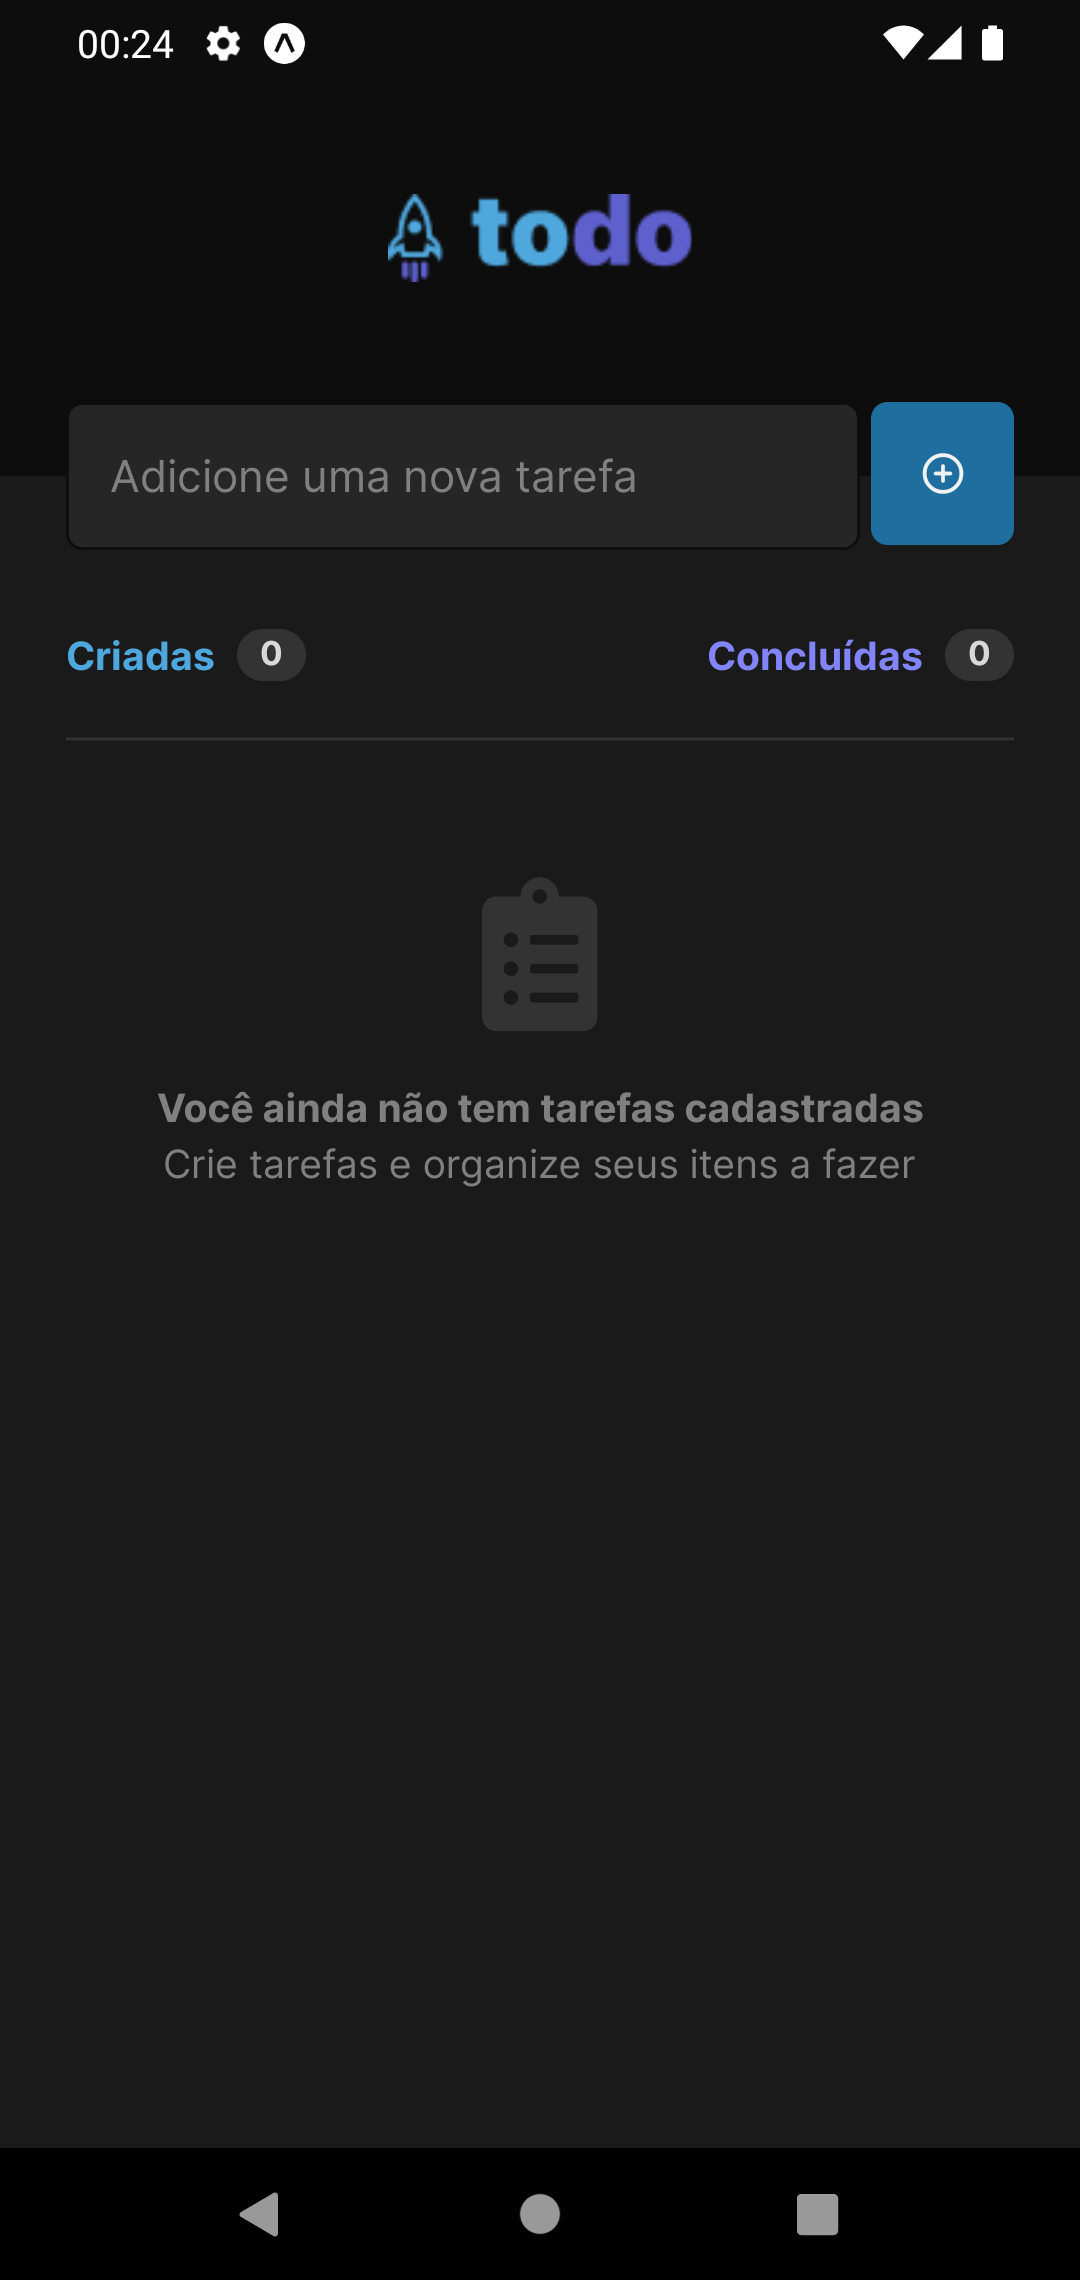 00:24
todo
Adicione uma nova tarefa
Criadas 0 Concluídas 0
Você ainda não tem tarefas cadastradas
Crie tarefas e organize seus itens a fazer